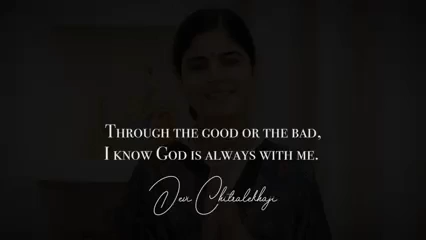 Through the good or the bad,
I know God is always with me.
Devi Chitralekhaji